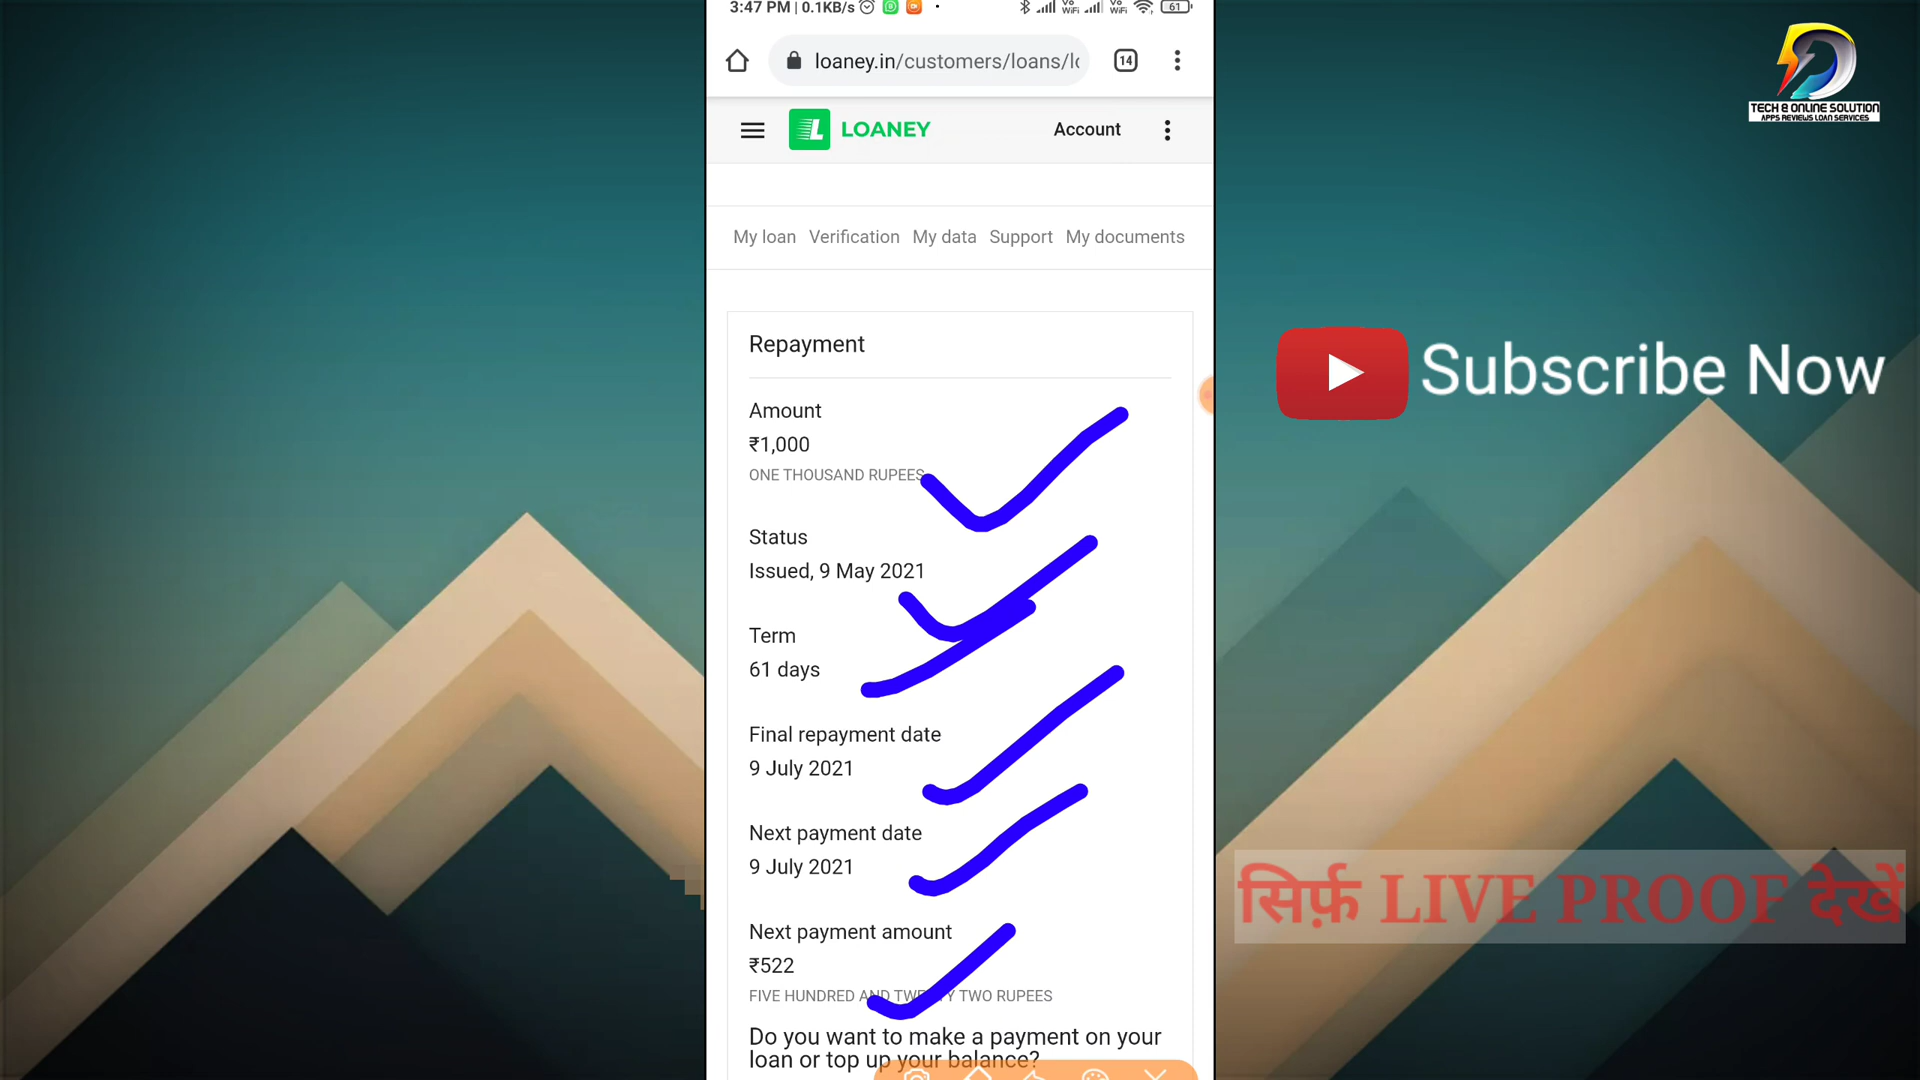 3:47 PM | 0.1KB/s
61
loaney.in/customers/loans/lo
14
LOANEY
Account
My loan Verification My data Support My documents
Repayment
Amount
₹1,000
ONE THOUSAND RUPEES
Status
Issued, 9 May 2021
Term
61 days
Final repayment date
9 July 2021
Next payment date
9 July 2021
Next payment amount
₹522
FIVE HUNDRED AND TWENTY TWO RUPEES
Do you want to make a payment on your
loan or top up your balance?
TECH & ONLINE SOLUTION
APPS REVIEWS LOAN SERVICES
Subscribe Now
सिर्फ़ LIVE PROOF देखें